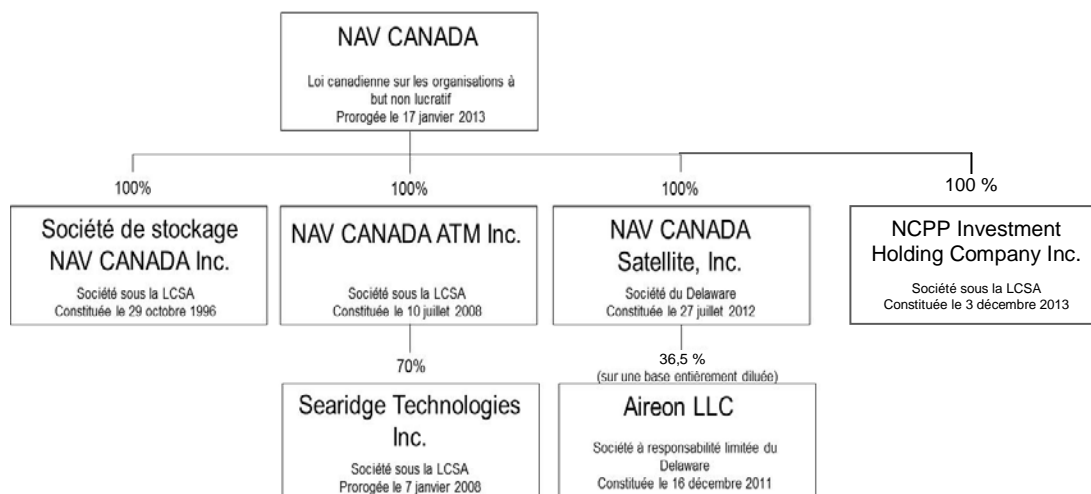 NAV CANADA
Loi canadienne sur les organisations à
but non lucratif
Prorogée le 17 janvier 2013
100%
100%
100%
100 %
Société de stockage
NAV CANADA Inc.
Société sous la LCSA
Constituée le 29 octobre 1996
NAV CANADA ATM Inc.
Société sous la LCSA
Constituée le 10 juillet 2008
NAV CANADA
Satellite, Inc.
Société du Delaware
Constituée le 27 juillet 2012
NCPP Investment
Holding Company Inc.
Société sous la LCSA
Constituée le 3 décembre 2013
70%
36,5 %
(sur une base entièrement diluée)
Searidge Technologies
Inc.
Société sous la LCSA
Prorogée le 7 janvier 2008
Aireon LLC
Société à responsabilité limitée du
Delaware
Constituée le 16 décembre 2011